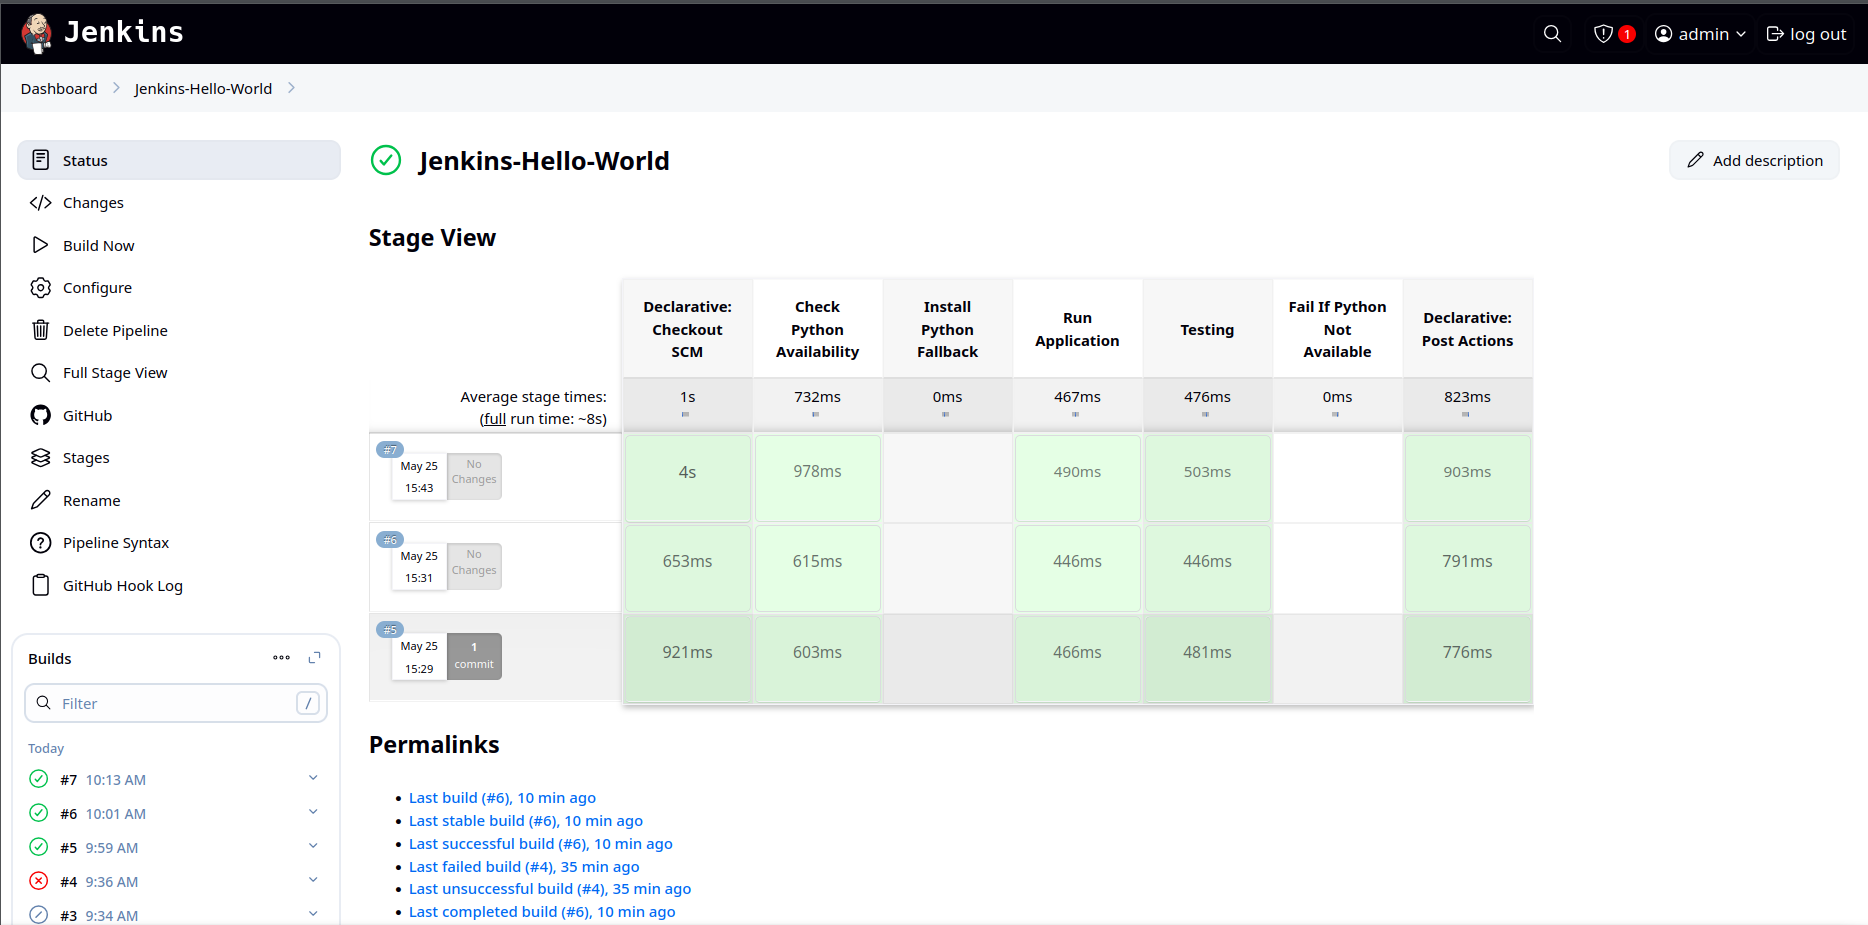 Jenkins
1
admin
log out
Dashboard
Jenkins-Hello-World
Status
Changes
Build Now
Configure
Delete Pipeline
Full Stage View
GitHub
Stages
Rename
Pipeline Syntax
GitHub Hook Log
Builds
Filter
/
Today
#7 10:13 AM
#6 10:01 AM
#5 9:59 AM
#4 9:36 AM
#3 9:34 AM
Jenkins-Hello-World
Add description
Stage View
Declarative:
Checkout
SCM
Check
Python
Availability
Install
Python
Fallback
Run
Application
Testing
Fail If Python
Not
Available
Declarative:
Post Actions
Average stage times:
(full run time: ~8s)
1s
732ms
0ms
467ms
476ms
0ms
823ms
#7
May 25
15:43
No
Changes
4s
978ms
490ms
503ms
903ms
#6
May 25
15:31
No
Changes
653ms
615ms
446ms
446ms
791ms
#5
May 25
15:29
1
commit
921ms
603ms
466ms
481ms
776ms
Permalinks
Last build (#6), 10 min ago
Last stable build (#6), 10 min ago
Last successful build (#6), 10 min ago
Last failed build (#4), 35 min ago
Last unsuccessful build (#4), 35 min ago
Last completed build (#6), 10 min ago